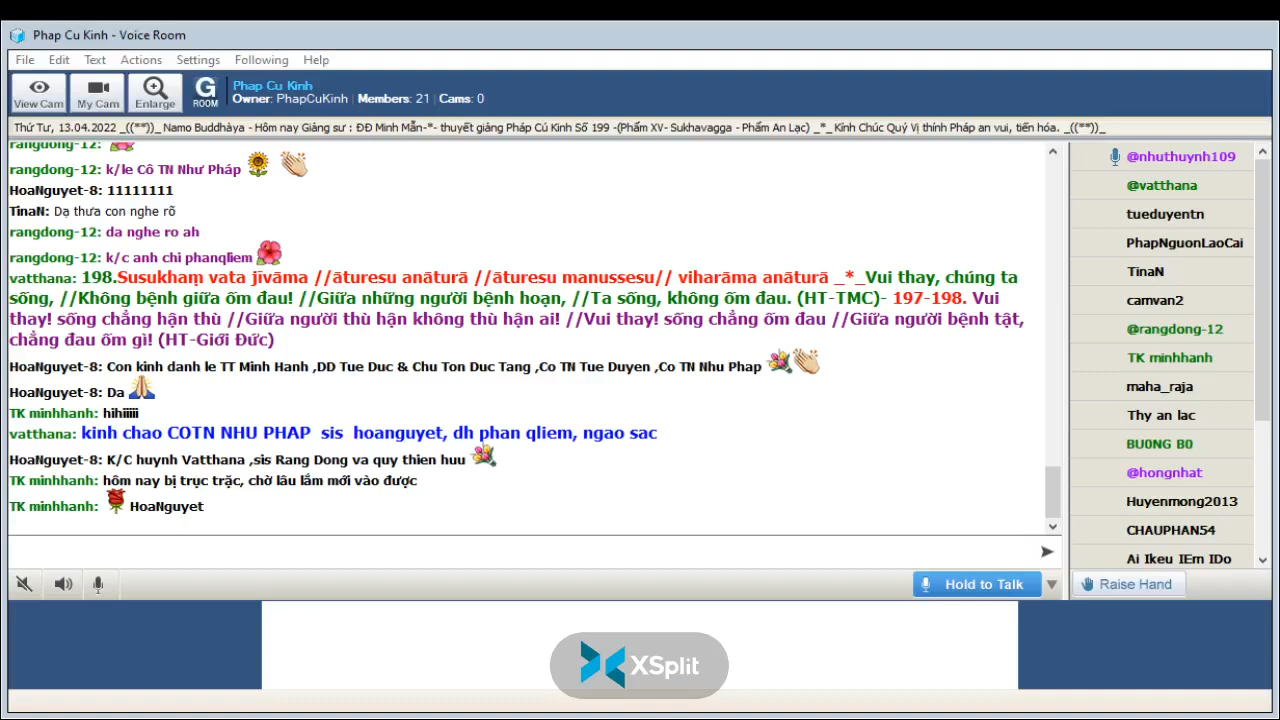 Phap Cu Kinh - Voice Room
File Edit Text Actions Settings Following Help
View Cam My Cam Enlarge G ROOM
Phap Cu Kinh
Owner: PhapCuKinh | Members: 21 | Cams: 0
Thứ Tư, 13.04.2022 _((**))_ Namo Buddhàya - Hôm nay Giảng sư : ĐĐ Minh Mẫn-*- thuyết giảng Pháp Cú Kinh Số 199 -(Phẩm XV- Sukhavagga - Phẩm An Lạc) _*_ Kính Chúc Quý Vị thính Pháp an vui, tiến hóa. _((**))_
rangdong-12:
rangdong-12: k/le Cô TN Như Pháp
HoaNguyet-8: 11111111
TinaN: Dạ thưa con nghe rõ
rangdong-12: da nghe ro ah
rangdong-12: k/c anh chi phanqliem
vatthana: 198.Susukhaṃ vata jīvāma //āturesu anāturā //āturesu manussesu// viharāma anāturā _*_Vui thay, chúng ta
sống, //Không bệnh giữa ốm đau! //Giữa những người bệnh hoạn, //Ta sống, không ốm đau. (HT-TMC)- 197-198. Vui
thay! sống chẳng hận thù //Giữa người thù hận không thù hận ai! //Vui thay! sống chẳng ốm đau //Giữa người bệnh tật,
chẳng đau ốm gì! (HT-Giới Đức)
HoaNguyet-8: Con kinh danh le TT Minh Hanh ,DD Tue Duc & Chu Ton Duc Tang ,Co TN Tue Duyen ,Co TN Nhu Phap
HoaNguyet-8: Da
TK minhhanh: hihiiiii
vatthana: kinh chao COTN NHU PHAP sis hoanguyet, dh phan qliem, ngao sac
HoaNguyet-8: K/C huynh Vatthana ,sis Rang Dong va quy thien huu
TK minhhanh: hôm nay bị trục trặc, chờ lâu lắm mới vào được
TK minhhanh: HoaNguyet
@nhuthuynh109
@vatthana
tueduyentn
PhapNguonLaoCai
TinaN
camvan2
@rangdong-12
TK minhhanh
maha_raja
Thy an lac
BU0NG B0
@hongnhat
Huyenmong2013
CHAUPHAN54
Ai Ikeu IEm IDo
Hold to Talk
Raise Hand
XSplit